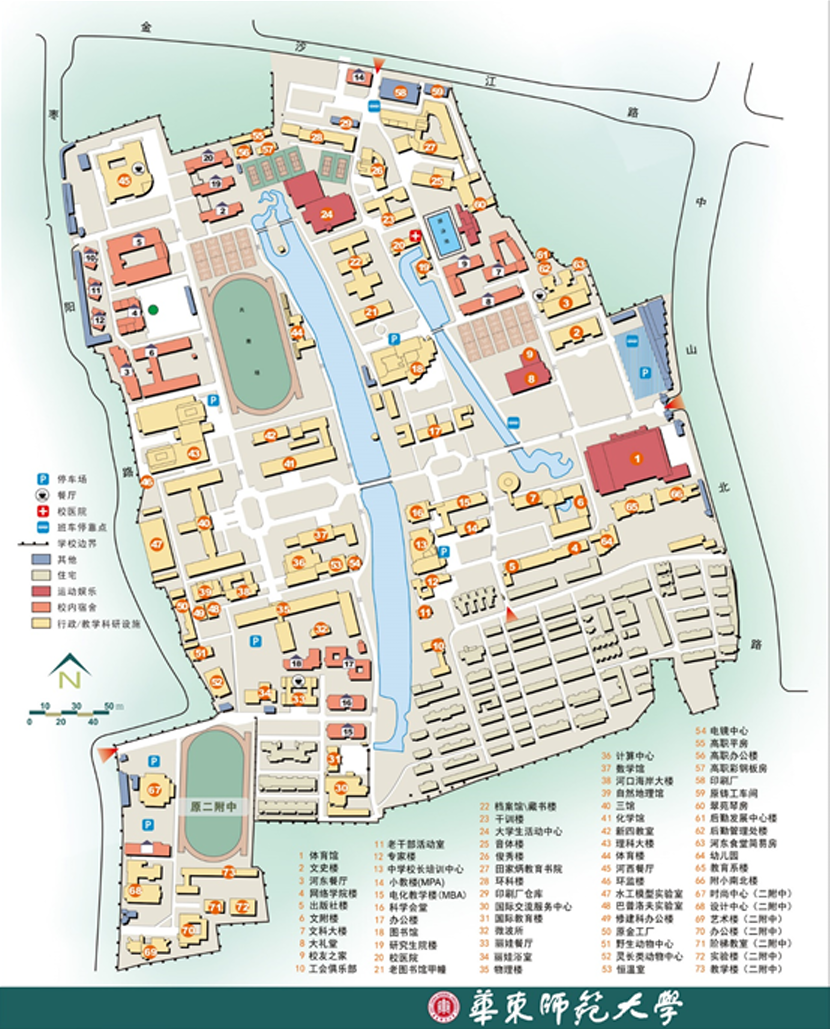 金
沙
江
路
枣
阳
路
中
山
北
路
游泳池
共青场
原二附中
停车场
餐厅
校医院
班车停靠点
学校边界
其他
住宅
运动娱乐
校内宿舍
行政/教学科研设施
N
10 30 50 m
0 20 40
1 体育馆
2 文史楼
3 河东餐厅
4 网络学院楼
5 出版社楼
6 文附楼
7 文科大楼
8 大礼堂
9 校友之家
10 工会俱乐部
11 老干部活动室
12 专家楼
13 中学校长培训中心
14 小教楼(MPA)
15 电化教学楼(MBA)
16 科学会堂
17 办公楼
18 图书馆
19 研究生院楼
20 校医院
21 老图书馆甲幢
22 档案馆\藏书楼
23 干训楼
24 大学生活动中心
25 音体楼
26 俊秀楼
27 田家炳教育书院
28 环科楼
29 印刷厂仓库
30 国际交流服务中心
31 国际教育楼
32 微波所
33 丽娃餐厅
34 丽娃浴室
35 物理楼
36 计算中心
37 数学馆
38 河口海岸大楼
39 自然地理馆
40 三馆
41 化学馆
42 新四教室
43 理科大楼
44 体育楼
45 河西餐厅
46 环监楼
47 水工模型实验室
48 巴普洛夫实验室
49 修建科办公楼
50 原金工厂
51 野生动物中心
52 灵长类动物中心
53 恒温室
54 电镜中心
55 高职平房
56 高职办公楼
57 高职彩钢板房
58 印刷厂
59 原铸工车间
60 翠苑琴房
61 后勤发展中心楼
62 后勤管理处楼
63 河东食堂简易房
64 幼儿园
65 教育系楼
66 附小南北楼
67 时尚中心（二附中）
68 设计中心（二附中）
69 艺术楼（二附中）
70 办公楼（二附中）
71 阶梯教室（二附中）
72 实验楼（二附中）
73 教学楼（二附中）
華東師範大學